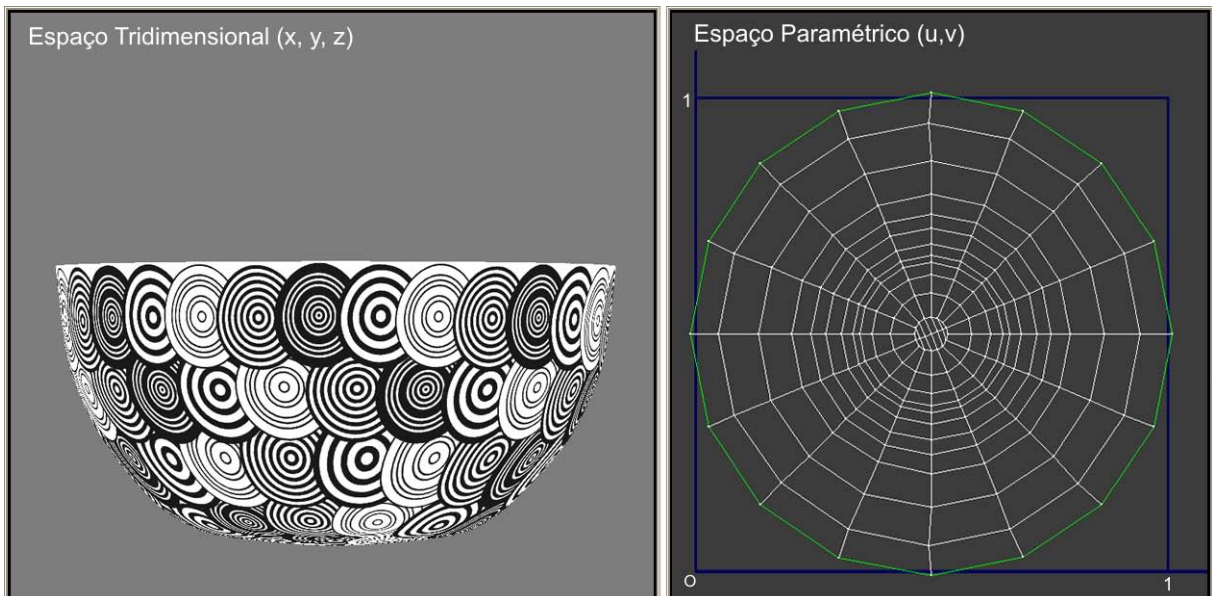 Espaço Tridimensional (x, y, z)
Espaço Paramétrico (u,v)
1
O
1